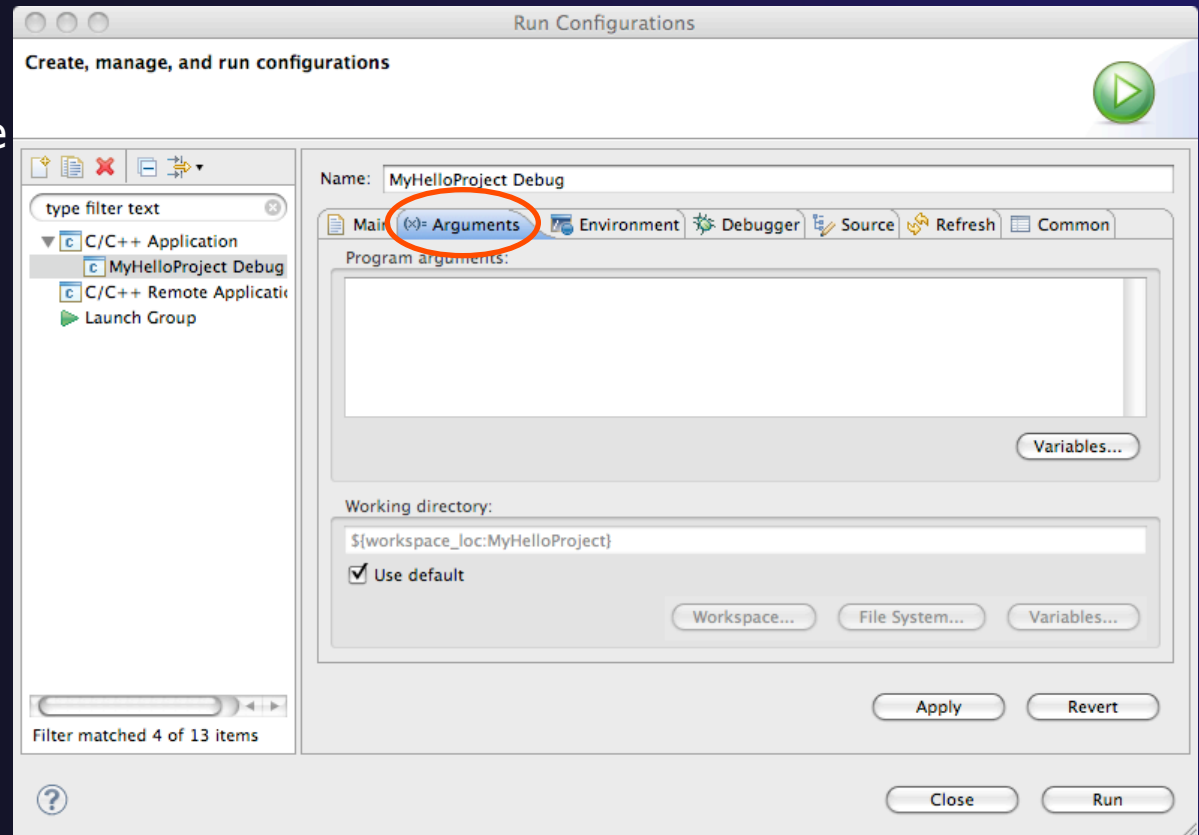 Run Configurations
Create, manage, and run configurations
e
Name: MyHelloProject Debug
type filter text
Main (x)= Arguments Environment Debugger Source Refresh Common
C/C++ Application
MyHelloProject Debug
C/C++ Remote Applicatio
Launch Group
Program arguments:
Variables...
Working directory:
${workspace_loc:MyHelloProject}
Use default
Workspace... File System... Variables...
Apply Revert
Filter matched 4 of 13 items
Close Run